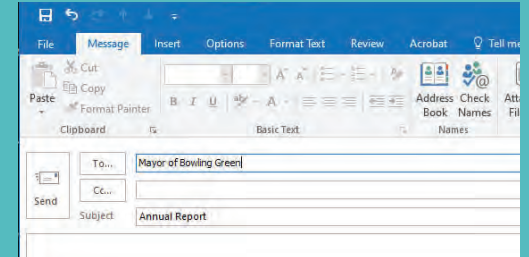 File Message Insert Options Format Text Review Acrobat Tell me
Cut
Copy
Format Painter
Paste
B I U A
Address Book
Check Names
Clipboard Basic Text Names
Send
To... Mayor of Bowling Green
Cc...
Subject Annual Report